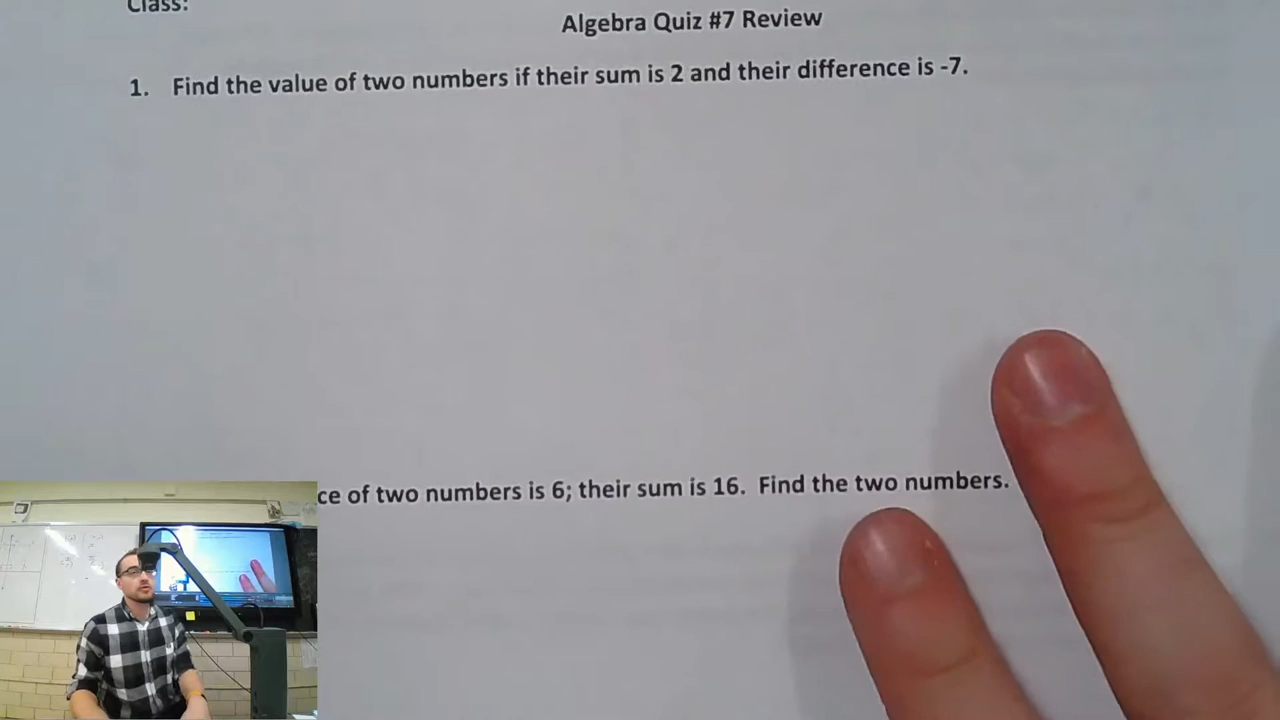 Class:
Algebra Quiz #7 Review
1. Find the value of two numbers if their sum is 2 and their difference is -7.
ce of two numbers is 6; their sum is 16. Find the two numbers.